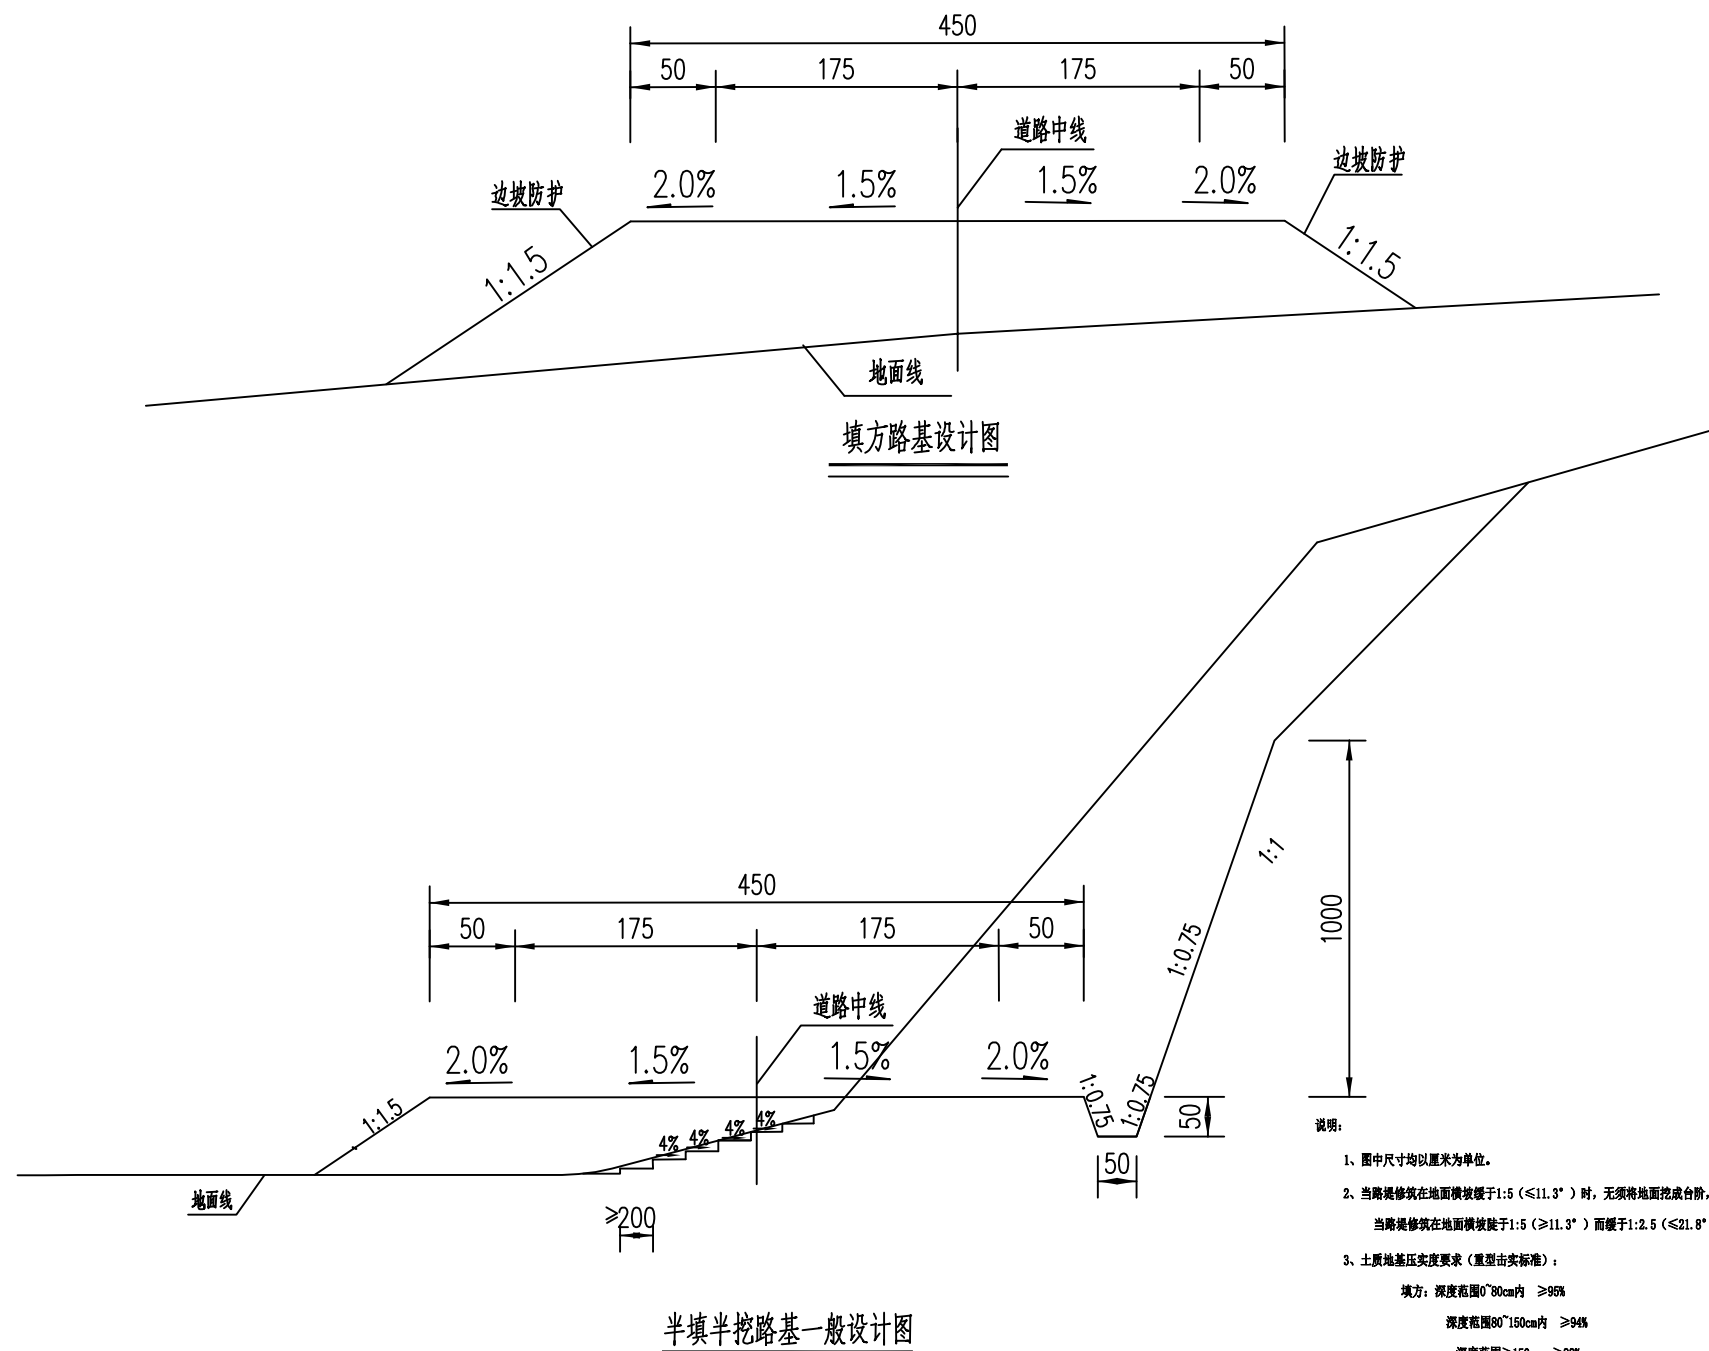 450
50 175 175 50
道路中线
边坡防护 2.0% 1.5% 1.5% 2.0% 边坡防护
1:1.5 1:1.5
地面线
填方路基设计图
1:1
1000
1:0.75
450
50 175 175 50
道路中线
2.0% 1.5% 1.5% 2.0%
1:1.5 4% 4% 4% 4% 1:0.75 1:0.75 50
50
地面线
≥200
半填半挖路基一般设计图
说明:
1、图中尺寸均以厘米为单位。
2、当路堤修筑在地面横坡缓于1:5（≤11.3°）时，无须将地面挖成台阶，
当路堤修筑在地面横坡陡于1:5（≥11.3°）而缓于1:2.5（≤21.8°
3、土质地基压实度要求（重型击实标准）：
填方：深度范围0~80cm内 ≥95%
深度范围80~150cm内 ≥94%